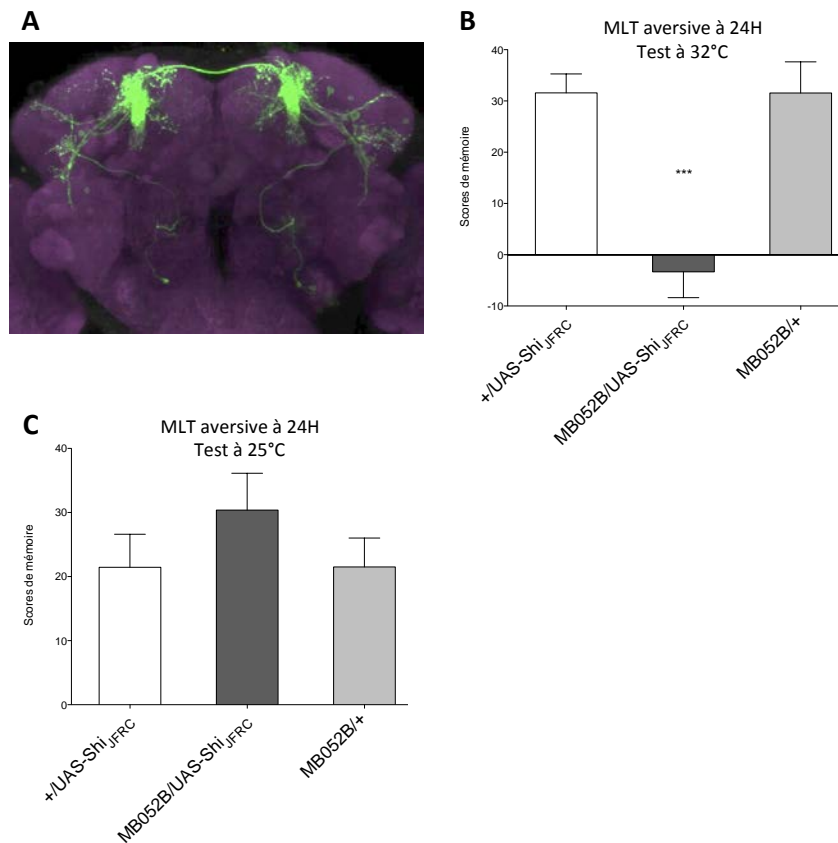 A
B
MLT aversive à 24H
Test à 32°C
Scores de mémoire
40
30
20
10
0
-10
***
+/UAS-Shi JFRC
MB052B/UAS-Shi JFRC
MB052B/+
C
MLT aversive à 24H
Test à 25°C
Scores de mémoire
40
30
20
10
0
+/UAS-Shi JFRC
MB052B/UAS-Shi JFRC
MB052B/+